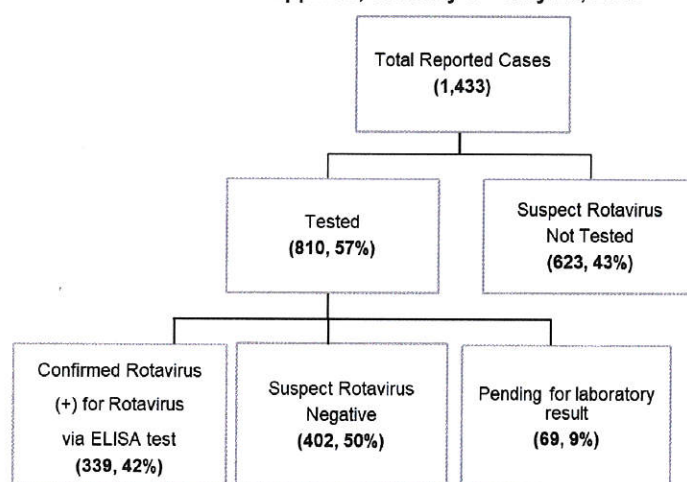 Total Reported Cases
(1,433)
Tested
(810, 57%)
Suspect Rotavirus
Not Tested
(623, 43%)
Confirmed Rotavirus
(+) for Rotavirus
via ELISA test
(339, 42%)
Suspect Rotavirus
Negative
(402, 50%)
Pending for laboratory
result
(69, 9%)